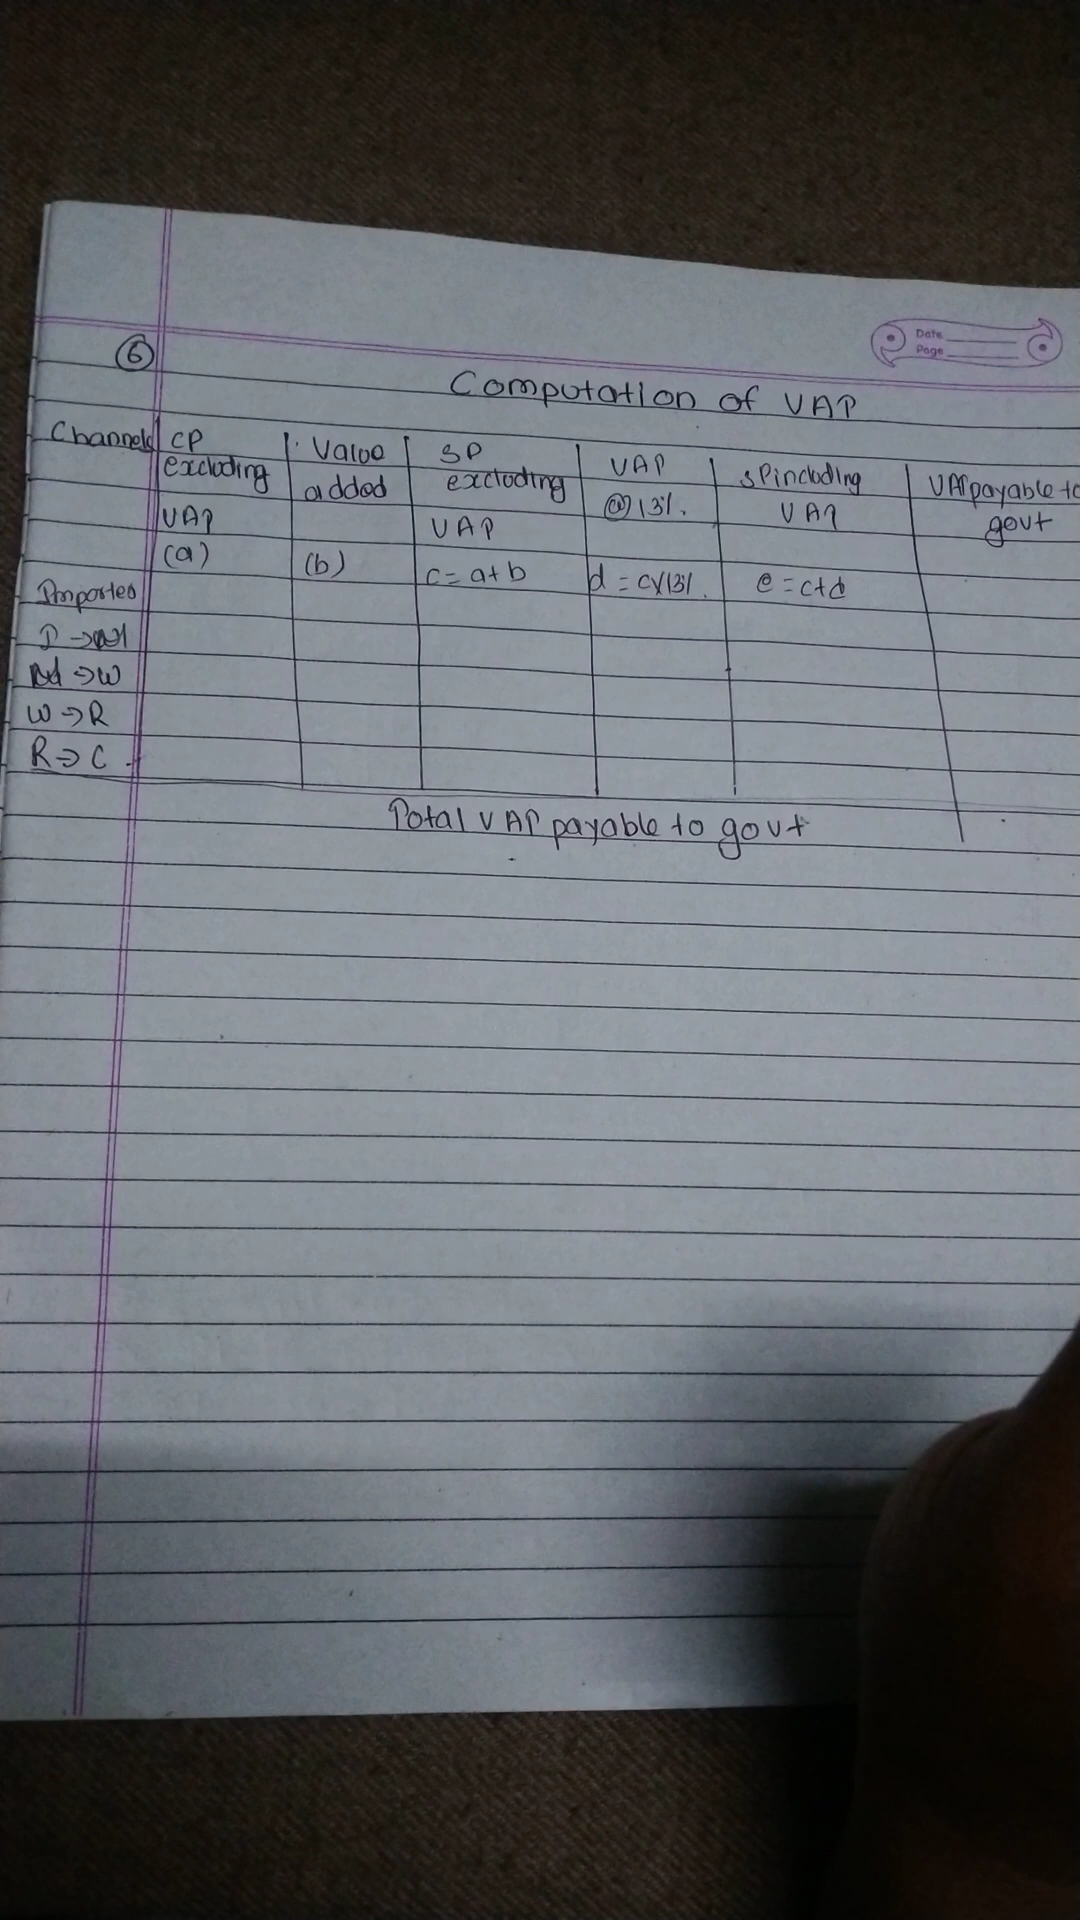 Date
Page
6
Computation of VAT
Channels CP excluding VAT (a) Value added (b) SP excluding VAT c = a+b VAT @13%. d = c×13%. SP including VAT e = c+d VAT payable to govt
Importer
I → M
M → W
W → R
R → C
Total VAT payable to govt